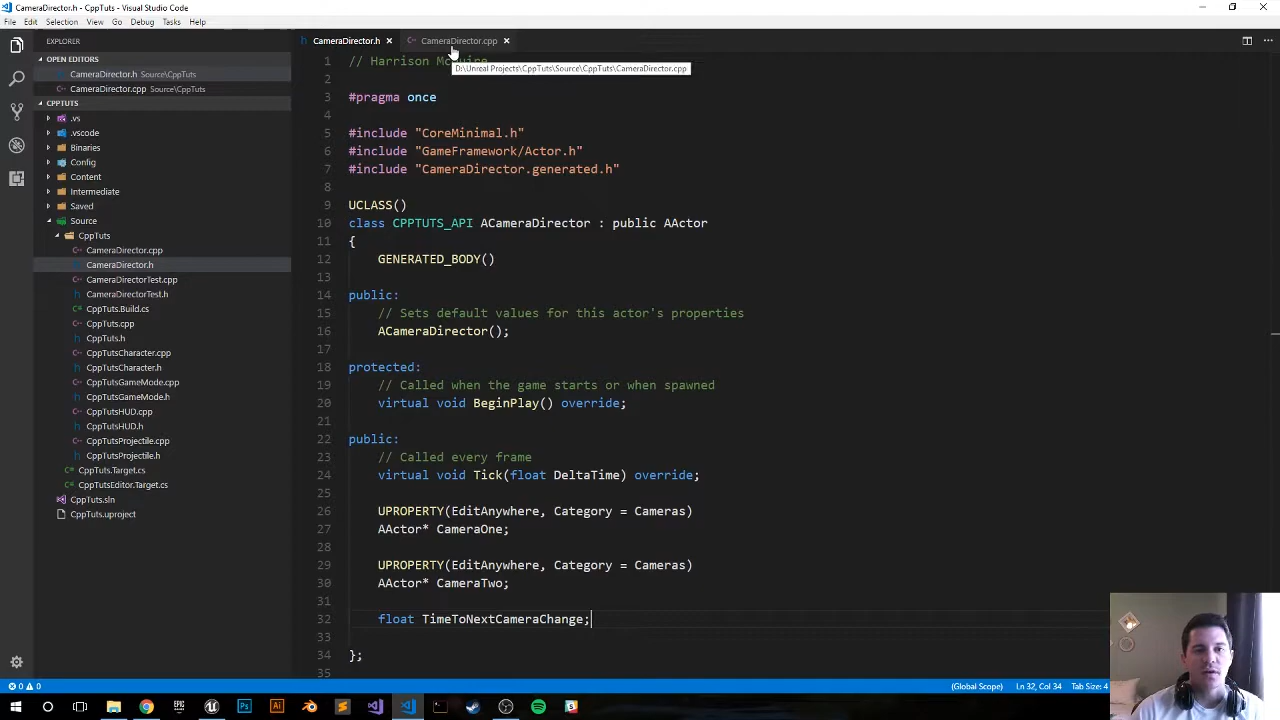 CameraDirector.h - Visual Studio Code
File Edit Selection View Go Debug Tasks Help
EXPLORER
CameraDirector.h
CameraDirector.cpp
OPEN EDITORS
CameraDirector.h Source\CppTuts
CameraDirector.cpp Source\CppTuts
CPPTUTS
.vs
.vscode
Binaries
Config
Content
Intermediate
Saved
Source
CppTuts
CameraDirector.cpp
CameraDirector.h
CameraDirectorTest.cpp
CameraDirectorTest.h
CppTuts.Build.cs
CppTuts.cpp
CppTuts.h
CppTutsCharacter.cpp
CppTutsCharacter.h
CppTutsGameMode.cpp
CppTutsGameMode.h
CppTutsHUD.cpp
CppTutsHUD.h
CppTutsProjectile.cpp
CppTutsProjectile.h
CppTuts.Target.cs
CppTutsEditor.Target.cs
CppTuts.sln
CppTuts.uproject
1 // Harrison McGuire
D:\Unreal Projects\CppTuts\Source\CppTuts\CameraDirector.cpp
2
3 #pragma once
4
5 #include "CoreMinimal.h"
6 #include "GameFramework/Actor.h"
7 #include "CameraDirector.generated.h"
8
9 UCLASS()
10 class CPPTUTS_API ACameraDirector : public AActor
11 {
12 GENERATED_BODY()
13
14 public:
15 // Sets default values for this actor's properties
16 ACameraDirector();
17
18 protected:
19 // Called when the game starts or when spawned
20 virtual void BeginPlay() override;
21
22 public:
23 // Called every frame
24 virtual void Tick(float DeltaTime) override;
25
26 UPROPERTY(EditAnywhere, Category = Cameras)
27 AActor* CameraOne;
28
29 UPROPERTY(EditAnywhere, Category = Cameras)
30 AActor* CameraTwo;
31
32 float TimeToNextCameraChange;
33
34 };
35
0 0 (Global Scope) Ln 32, Col 34 Tab Size: 4